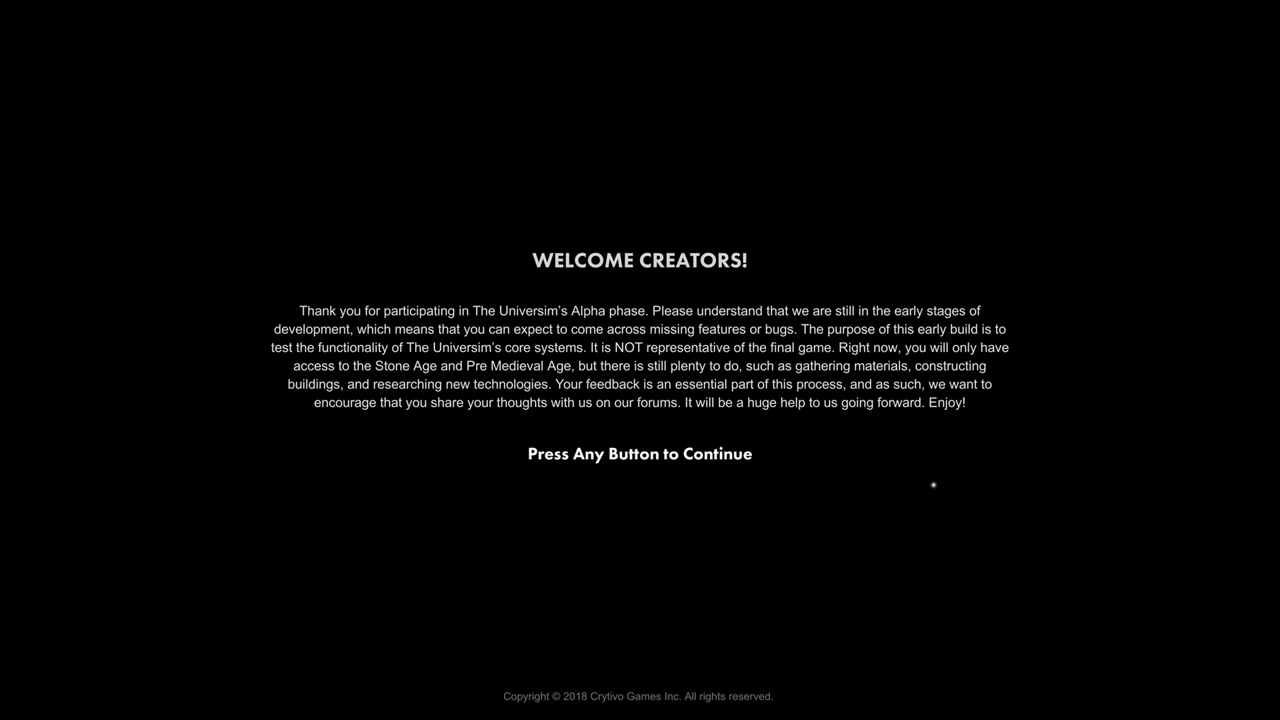 WELCOME CREATORS!
Thank you for participating in The Universim’s Alpha phase. Please understand that we are still in the early stages of
development, which means that you can expect to come across missing features or bugs. The purpose of this early build is to
test the functionality of The Universim’s core systems. It is NOT representative of the final game. Right now, you will only have
access to the Stone Age and Pre Medieval Age, but there is still plenty to do, such as gathering materials, constructing
buildings, and researching new technologies. Your feedback is an essential part of this process, and as such, we want to
encourage that you share your thoughts with us on our forums. It will be a huge help to us going forward. Enjoy!
Press Any Button to Continue
Copyright © 2018 Crytivo Games Inc. All rights reserved.